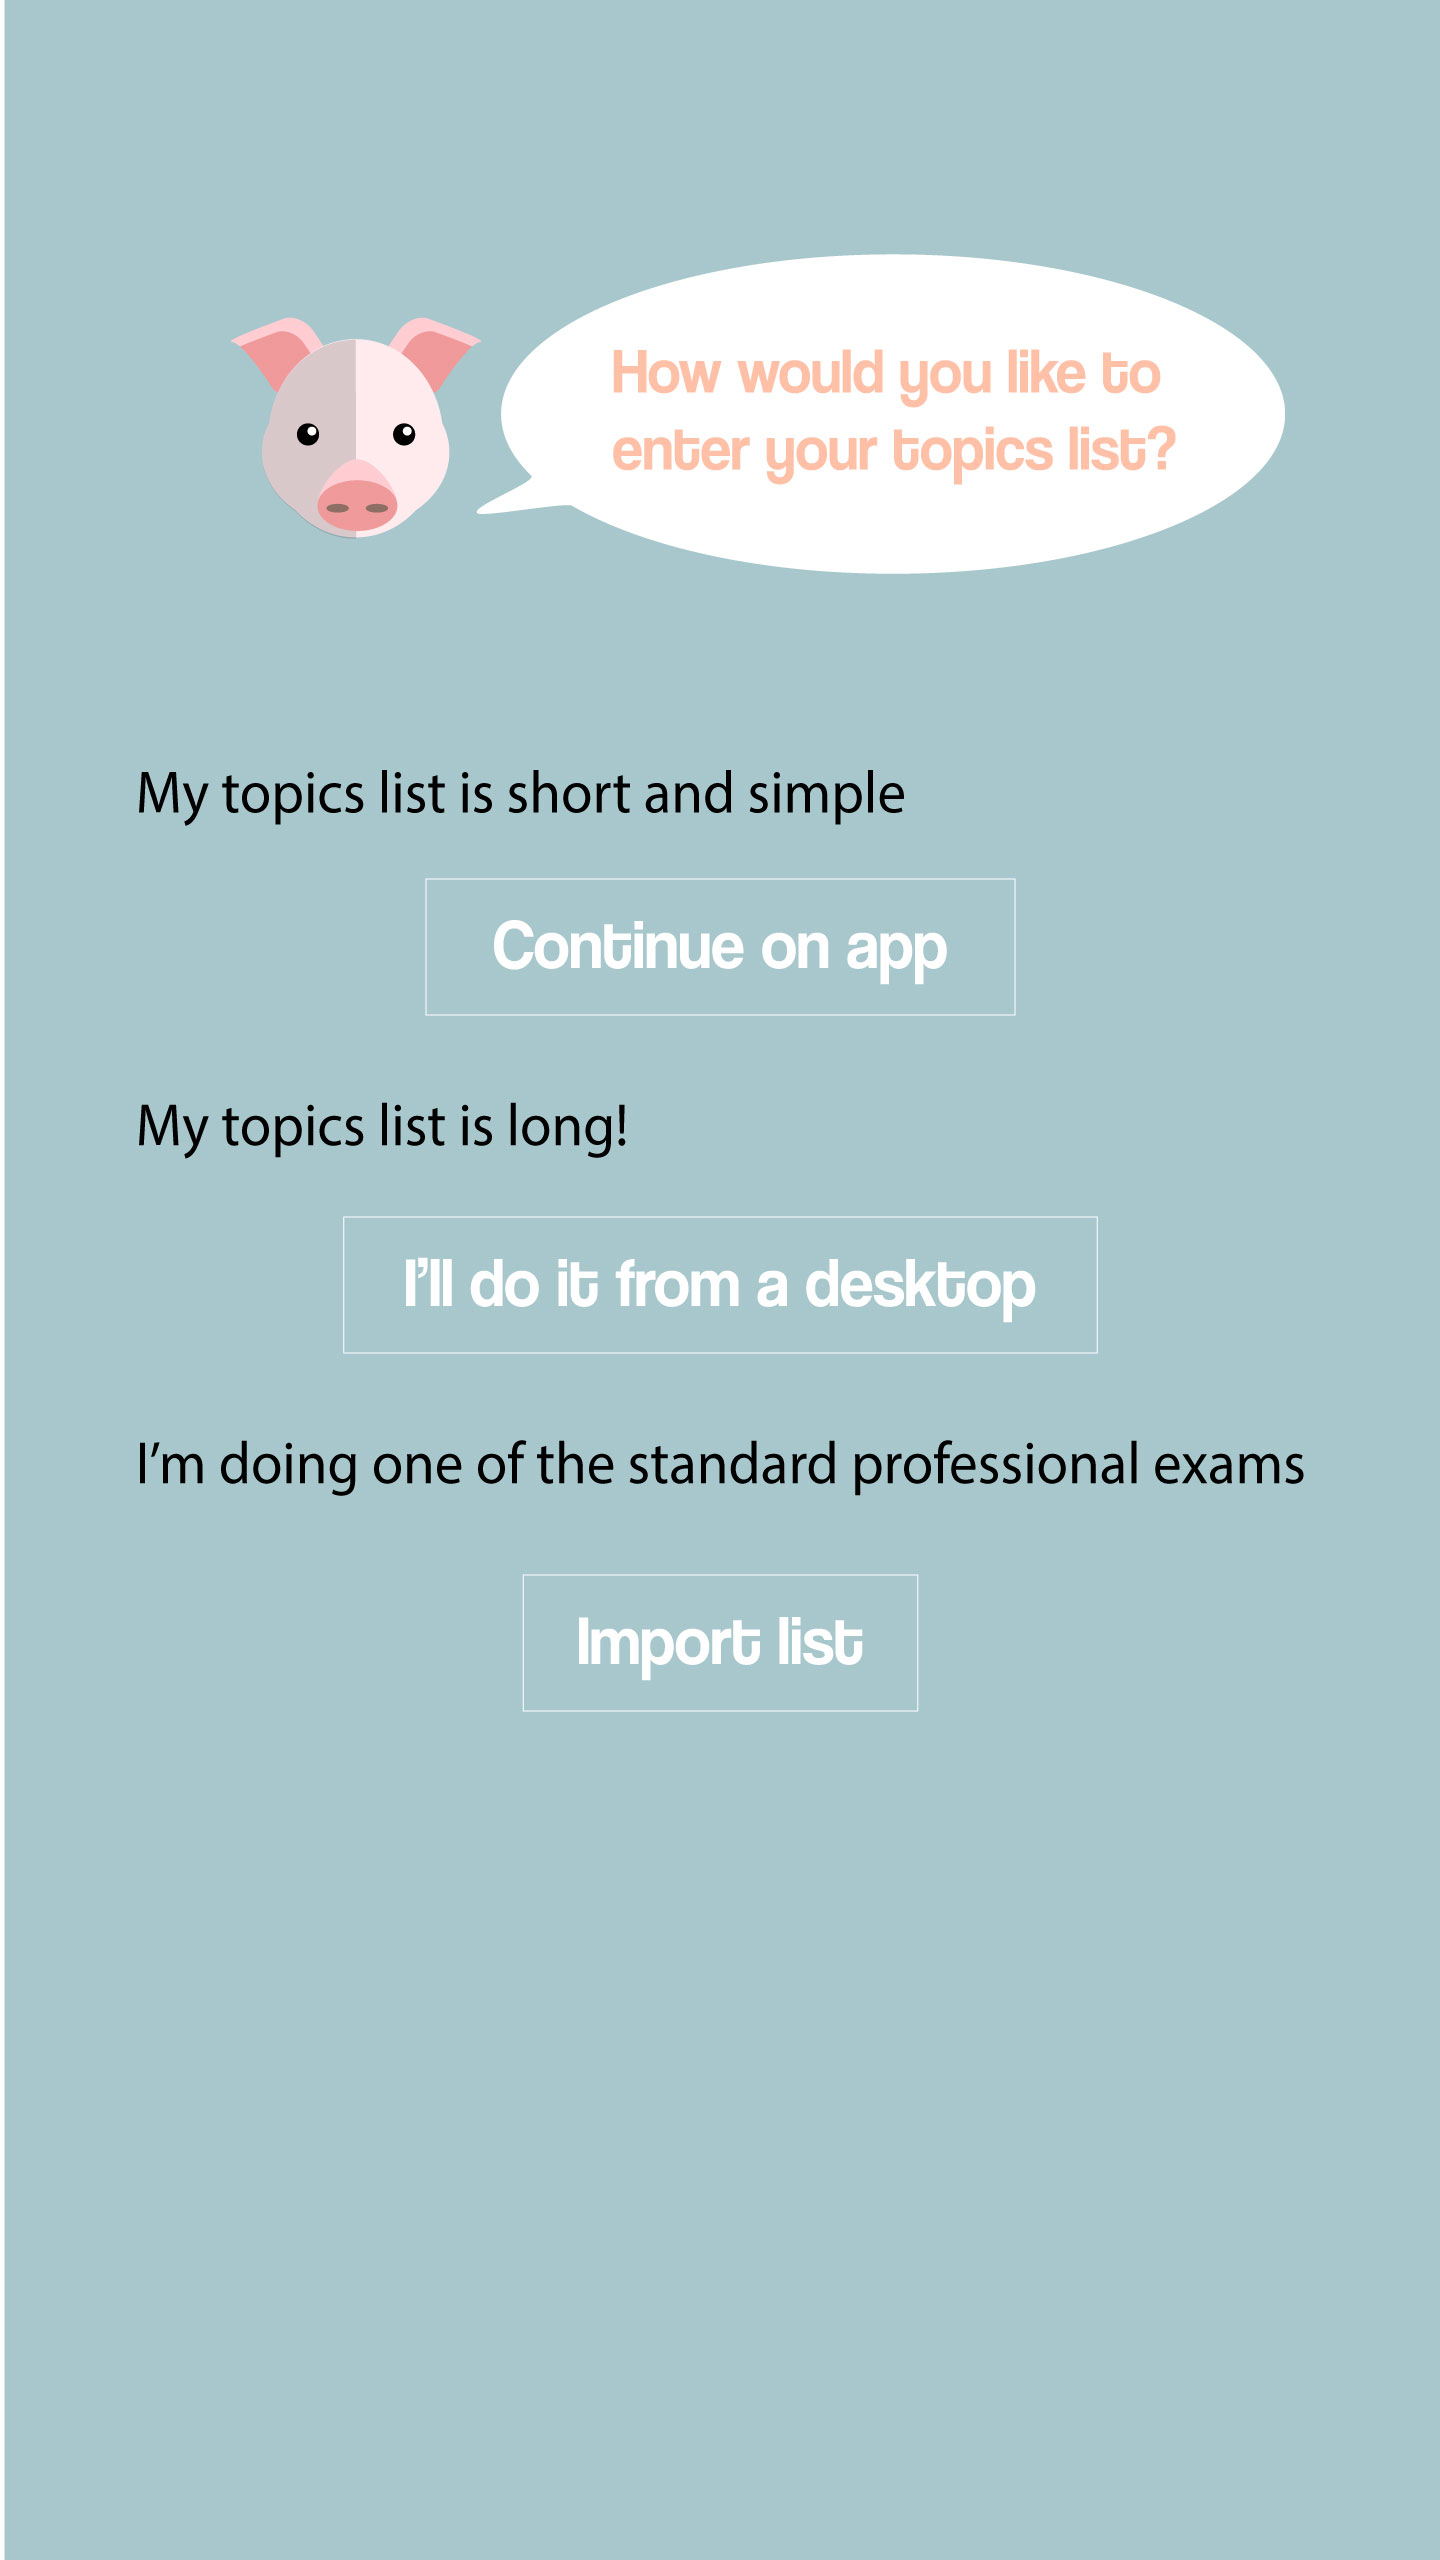 How would you like to
enter your topics list?
My topics list is short and simple
Continue on app
My topics list is long!
I’ll do it from a desktop
I’m doing one of the standard professional exams
Import list